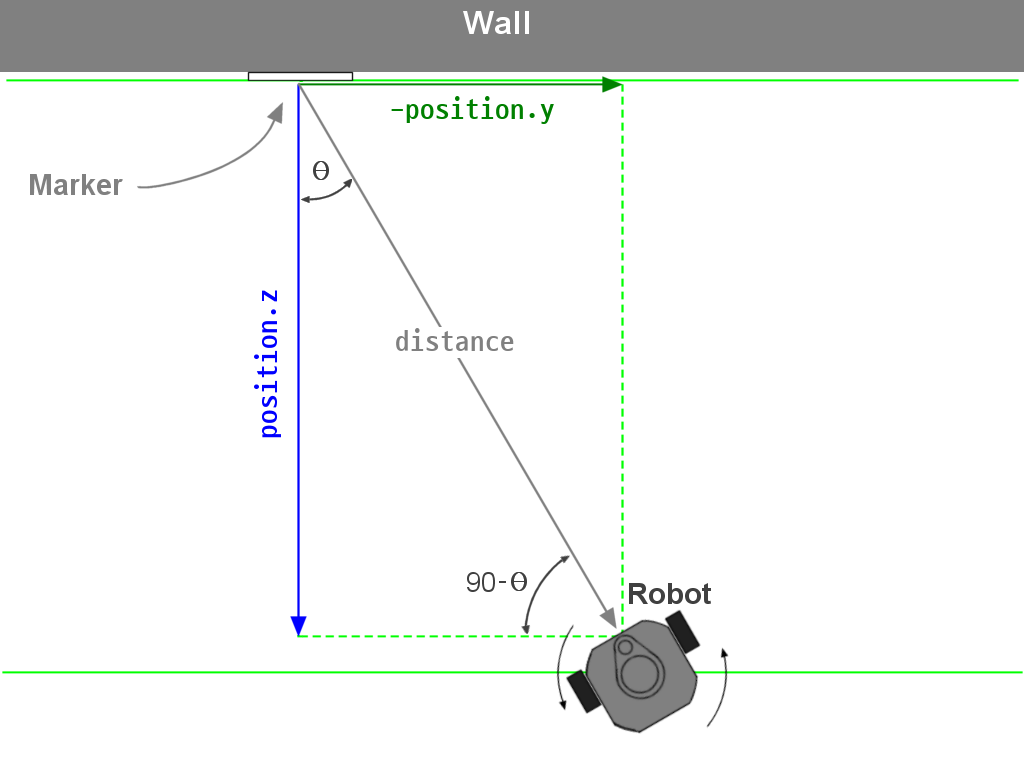 Wall
-position.y
Marker
θ
position.z
distance
90-θ
Robot